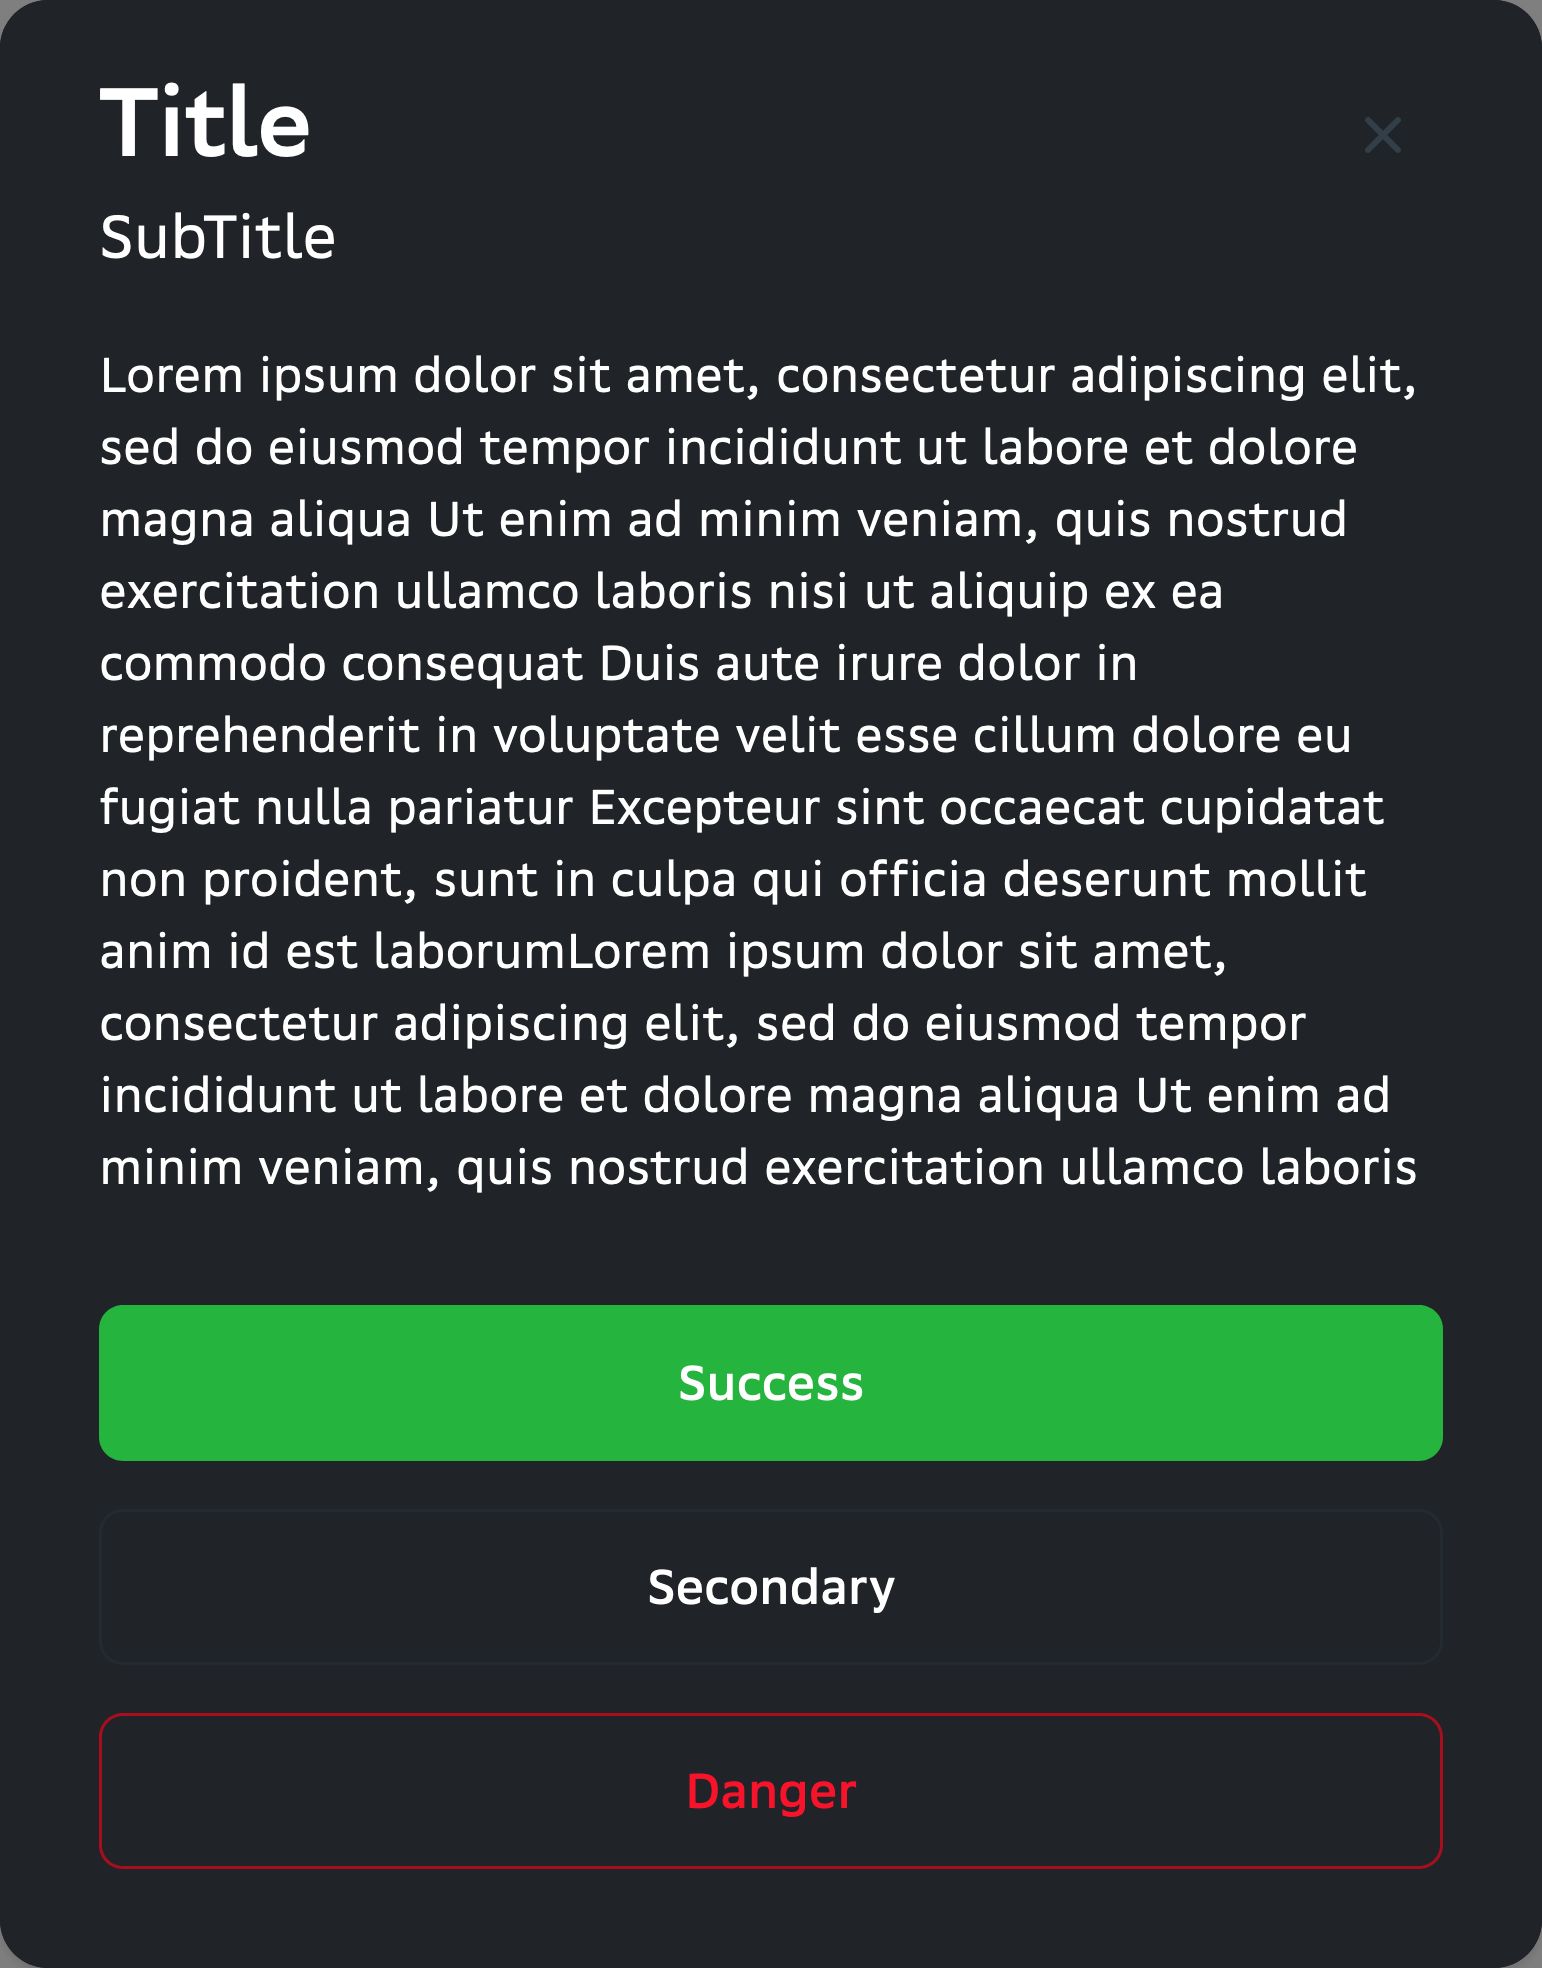 Title
SubTitle
Lorem ipsum dolor sit amet, consectetur adipiscing elit,
sed do eiusmod tempor incididunt ut labore et dolore
magna aliqua Ut enim ad minim veniam, quis nostrud
exercitation ullamco laboris nisi ut aliquip ex ea
commodo consequat Duis aute irure dolor in
reprehenderit in voluptate velit esse cillum dolore eu
fugiat nulla pariatur Excepteur sint occaecat cupidatat
non proident, sunt in culpa qui officia deserunt mollit
anim id est laborumLorem ipsum dolor sit amet,
consectetur adipiscing elit, sed do eiusmod tempor
incididunt ut labore et dolore magna aliqua Ut enim ad
minim veniam, quis nostrud exercitation ullamco laboris
Success
Secondary
Danger